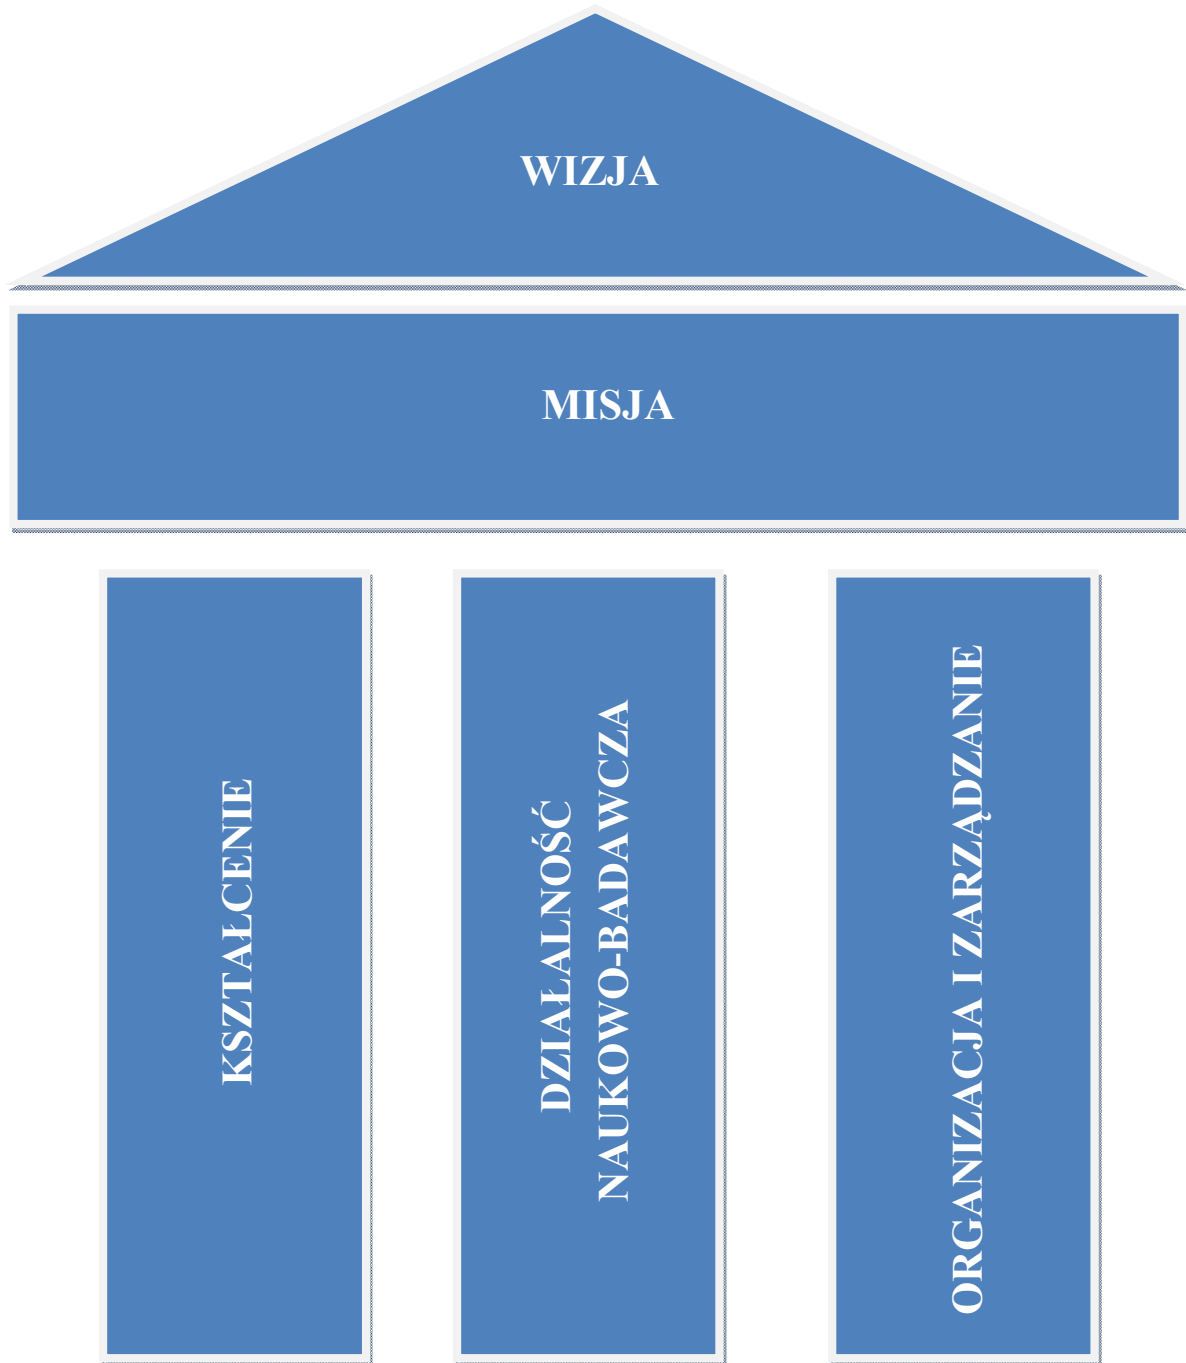 WIZJA
MISJA
KSZTAŁCENIE
DZIAŁALNOŚĆ
NAUKOWO-BADAWCZA
ORGANIZACJA I ZARZĄDZANIE